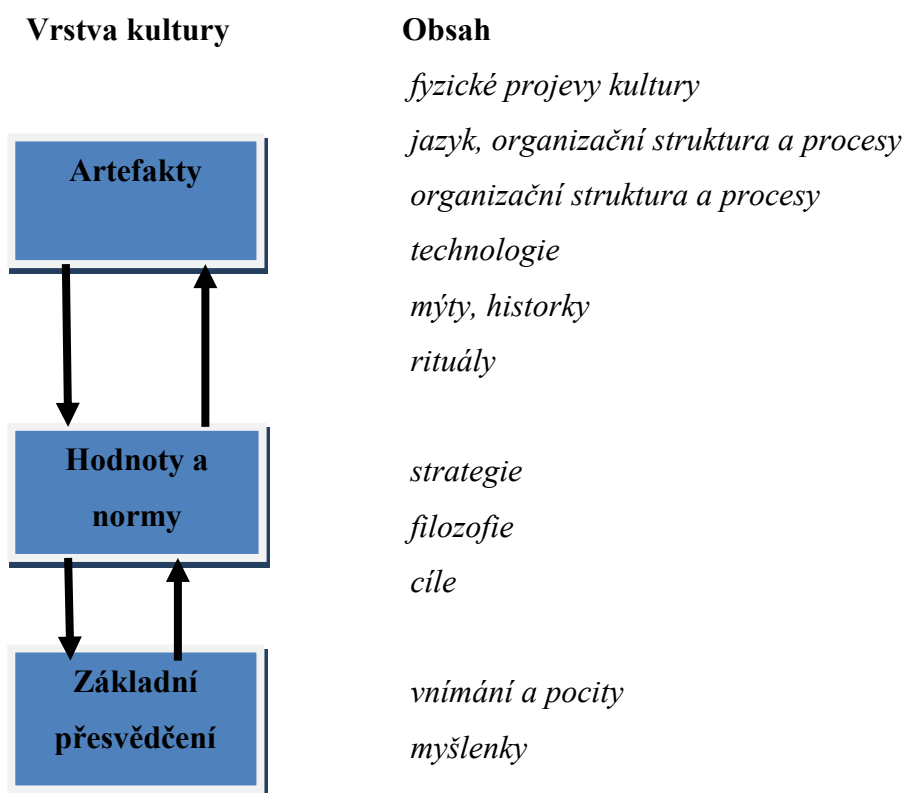 Vrstva kultury
Obsah
fyzické projevy kultury
Artefakty
jazyk, organizační struktura a procesy
organizační struktura a procesy
technologie
mýty, historky
rituály
Hodnoty a
normy
strategie
filozofie
cíle
Základní
přesvědčení
vnímání a pocity
myšlenky